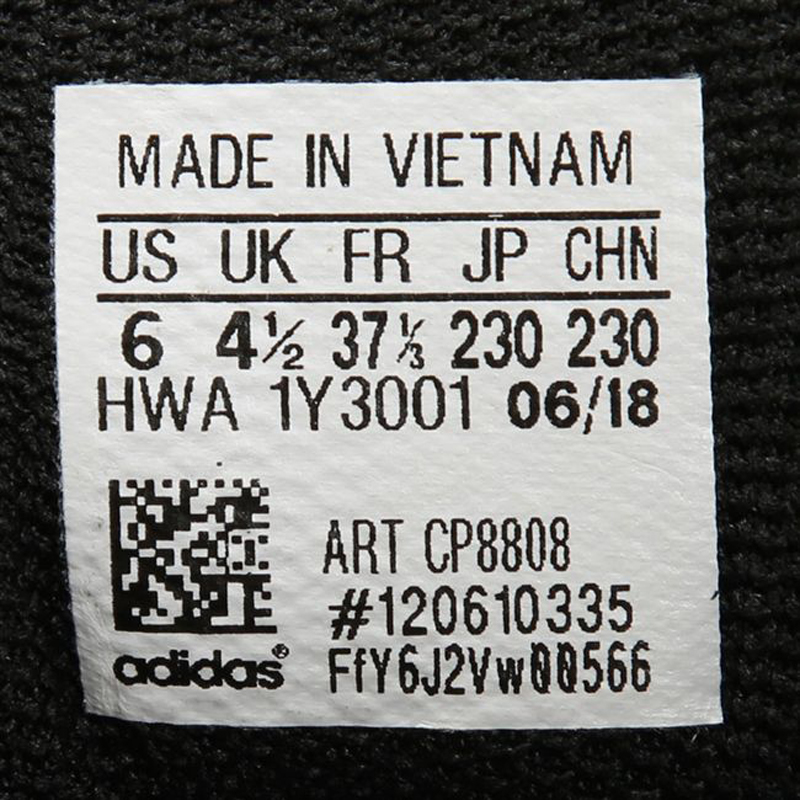 MADE IN VIETNAM
US UK FR JP CHN
6 4½ 37⅓ 230 230
HWA 1Y3001 06/18
ART CP8808
#120610335
adidas® FfY6J2Vw00566